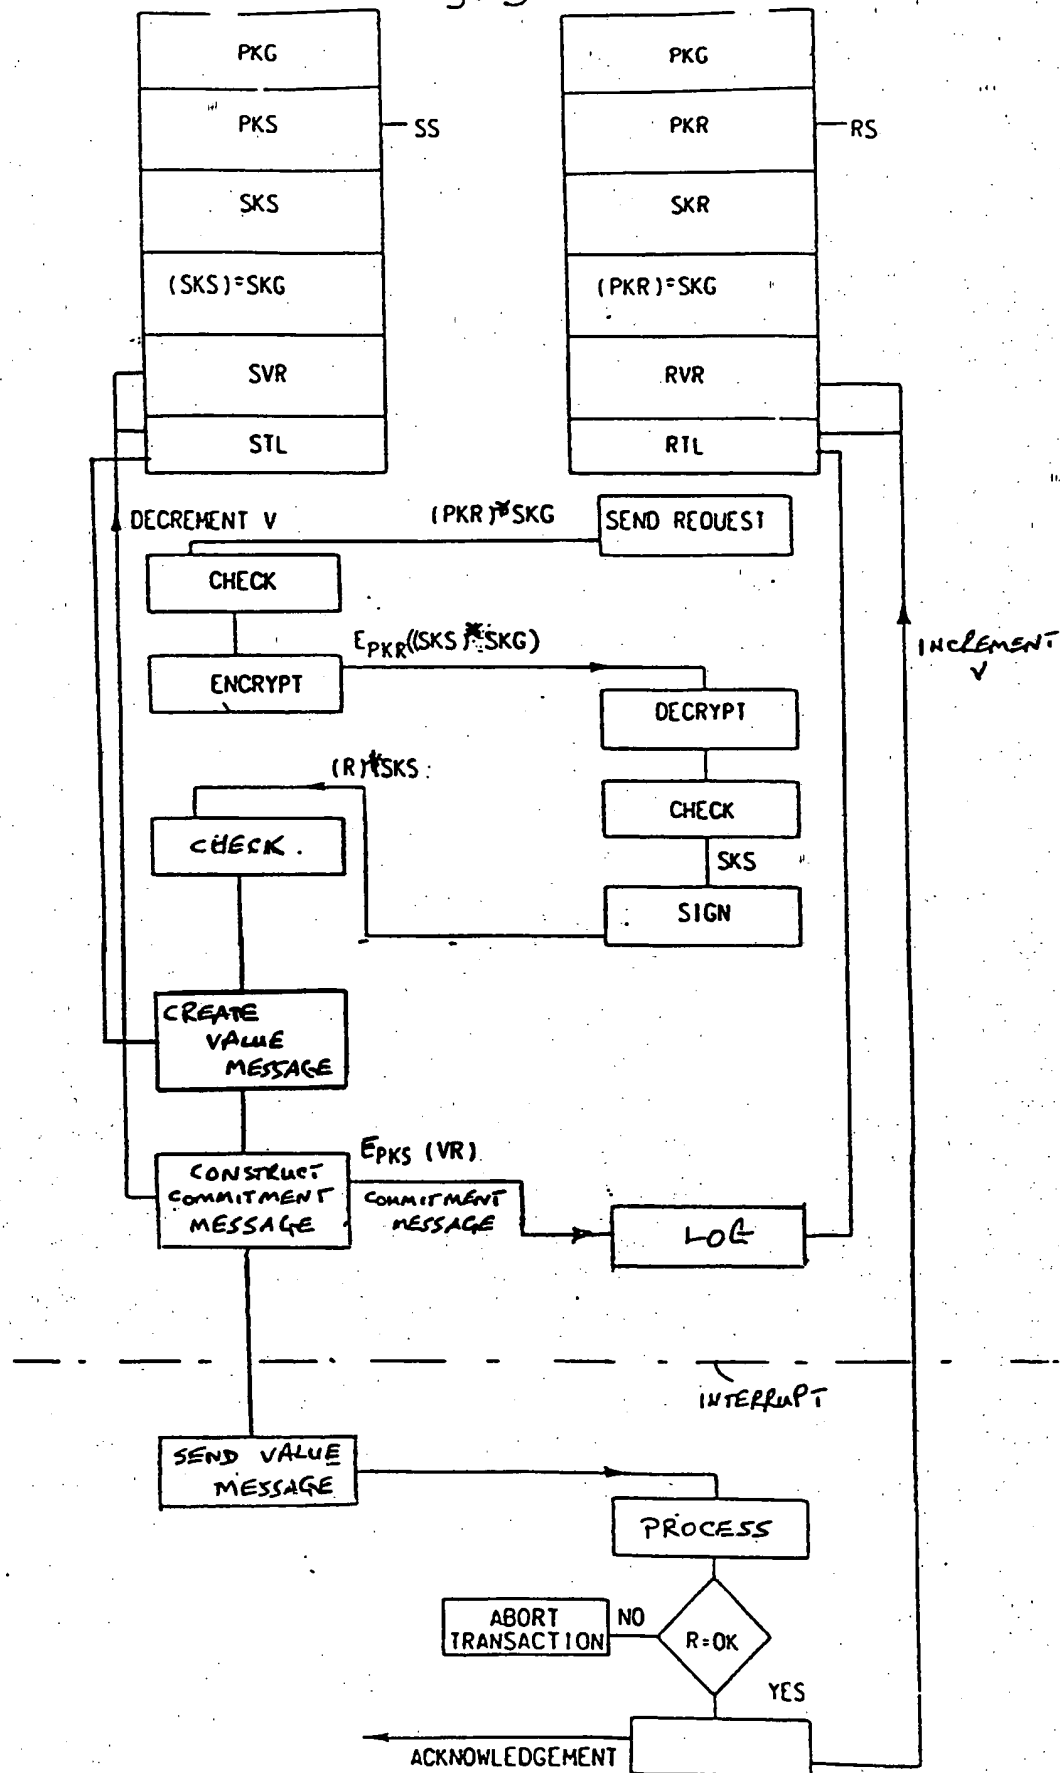 PKG
PKS
SS
SKS
(SKS)=SKG
SVR
STL
PKG
PKR
RS
SKR
(PKR)=SKG
RVR
RTL
DECREMENT V
(PKR)*SKG
SEND REQUEST
CHECK
EPKR((SKS)*SKG)
ENCRYPT
INCREMENT
V
DECRYPT
(R)*SKS
CHECK
CHECK.
SKS
SIGN
CREATE
VALUE
MESSAGE
EPKS (VR)
CONSTRUCT
COMMITMENT
MESSAGE
COMMITMENT
MESSAGE
LOG
INTERRUPT
SEND VALUE
MESSAGE
PROCESS
ABORT
TRANSACTION
NO
R=OK
YES
ACKNOWLEDGEMENT